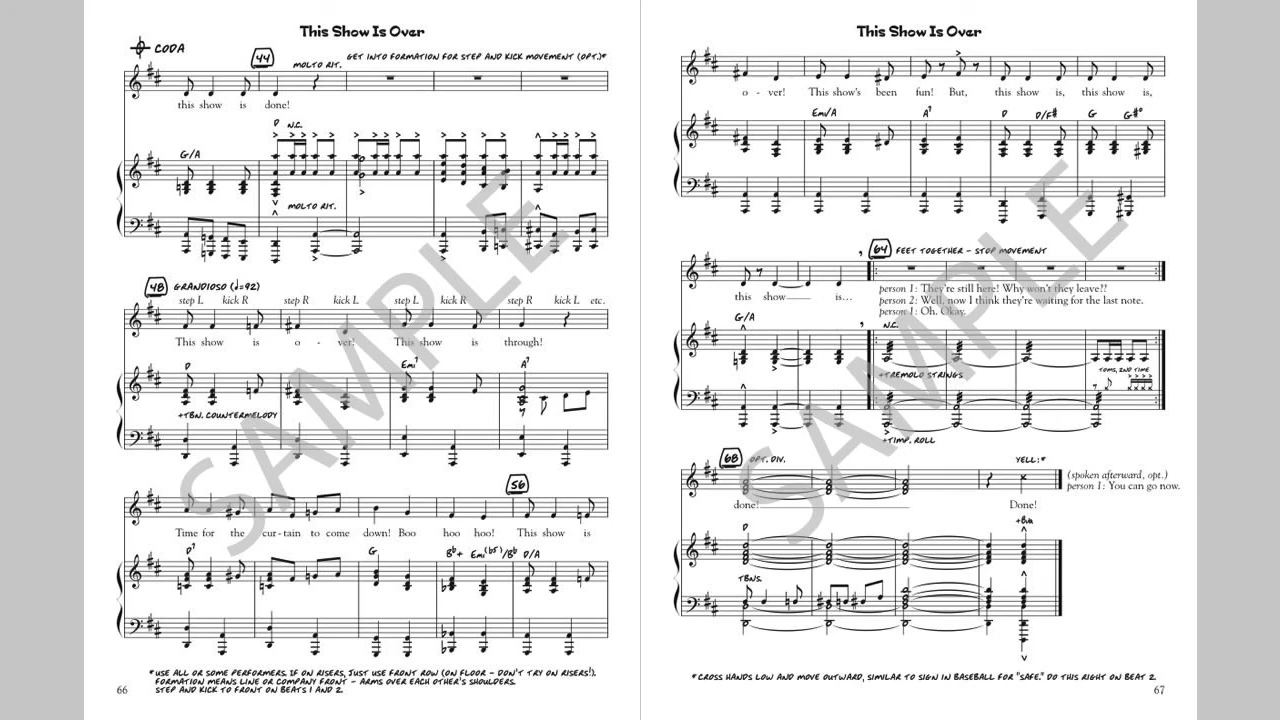 This Show Is Over
CODA
44
MOLTO RIT.
GET INTO FORMATION FOR STEP AND KICK MOVEMENT (OPT.)*
this show is done!
D N.C.
G/A
MOLTO RIT.
48 GRANDIOSO (♩=92)
step L kick R step R kick L step L kick R step R kick L etc.
This show is o - ver! This show is through!
D Emi7 A7
+TBN. COUNTERMELODY
56
Time for the cur - tain to come down! Boo hoo hoo! This show is
D7 G Bb+ Emi(b5)/Bb D/A
*USE ALL OR SOME PERFORMERS. IF ON RISERS, JUST USE FRONT ROW (ON FLOOR – DON'T TRY ON RISERS!).
FORMATION MEANS LINE OR COMPANY FRONT – ARMS OVER EACH OTHER'S SHOULDERS.
STEP AND KICK TO FRONT ON BEATS 1 AND 2.
66
This Show Is Over
o - ver! This show's been fun! But, this show is, this show is,
Emi/A A7 D D/F# G G#o
64 FEET TOGETHER – STOP MOVEMENT
this show is...
person 1: They're still here! Why won't they leave??
person 2: Well, now I think they're waiting for the last note.
person 1: Oh. Okay.
G/A N.C.
+TREMOLO STRINGS
TOMS, 2ND TIME
+TIMP. ROLL
68 OPT. DIV.
YELL:*
(spoken afterward, opt.)
person 1: You can go now.
done! Done!
D
+8va
TBNS.
*CROSS HANDS LOW AND MOVE OUTWARD, SIMILAR TO SIGN IN BASEBALL FOR "SAFE." DO THIS RIGHT ON BEAT 2.
67
SAMPLE
SAMPLE